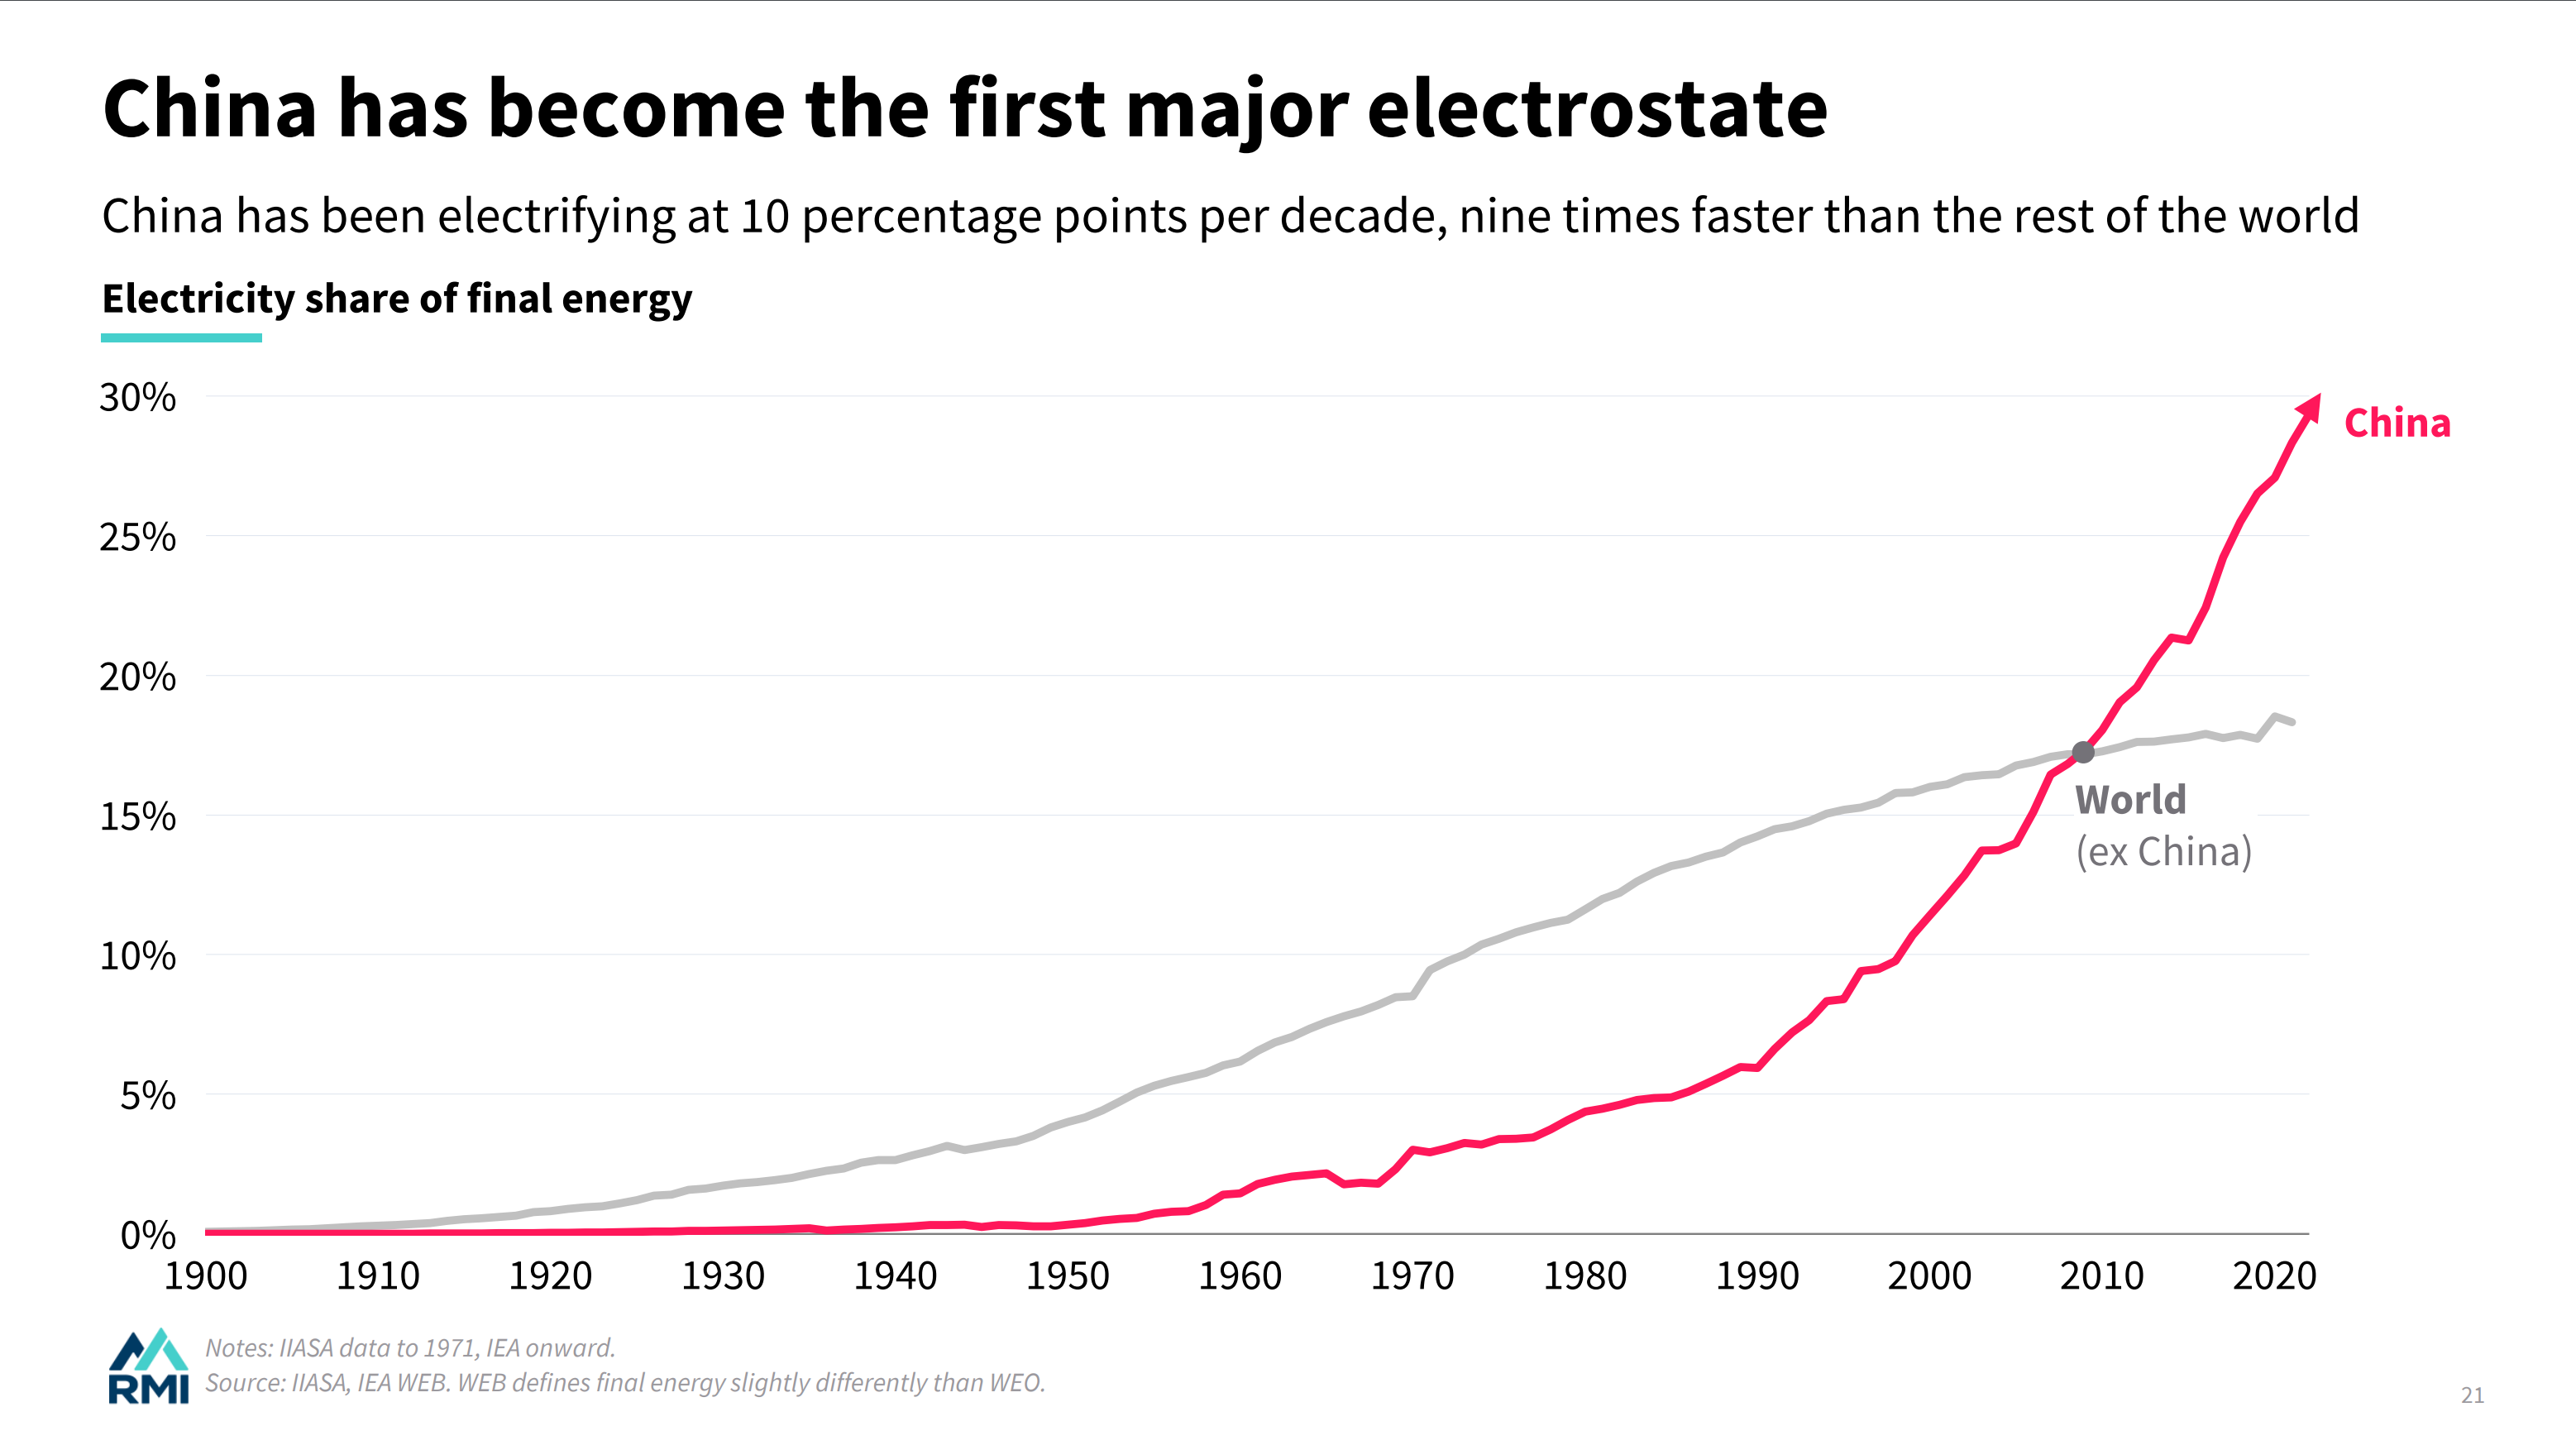 China has become the first major electrostate
China has been electrifying at 10 percentage points per decade, nine times faster than the rest of the world
Electricity share of final energy
30%
China
25%
20%
15%
World
(ex China)
10%
5%
0%
1900 1910 1920 1930 1940 1950 1960 1970 1980 1990 2000 2010 2020
RMI
Notes: IIASA data to 1971, IEA onward.
Source: IIASA, IEA WEB. WEB defines final energy slightly differently than WEO.
21